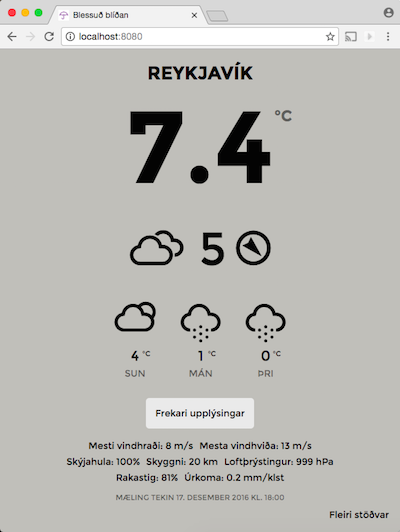 Blessuð blíðan
localhost:8080
REYKJAVÍK
7.4 °C
5
4 °C 1 °C 0 °C
SUN MÁN ÞRI
Frekari upplýsingar
Mesti vindhraði: 8 m/s Mesta vindhviða: 13 m/s
Skýjahula: 100% Skyggni: 20 km Loftþrýstingur: 999 hPa
Rakastig: 81% Úrkoma: 0.2 mm/klst
MÆLING TEKIN 17. DESEMBER 2016 KL. 18:00
Fleiri stöðvar